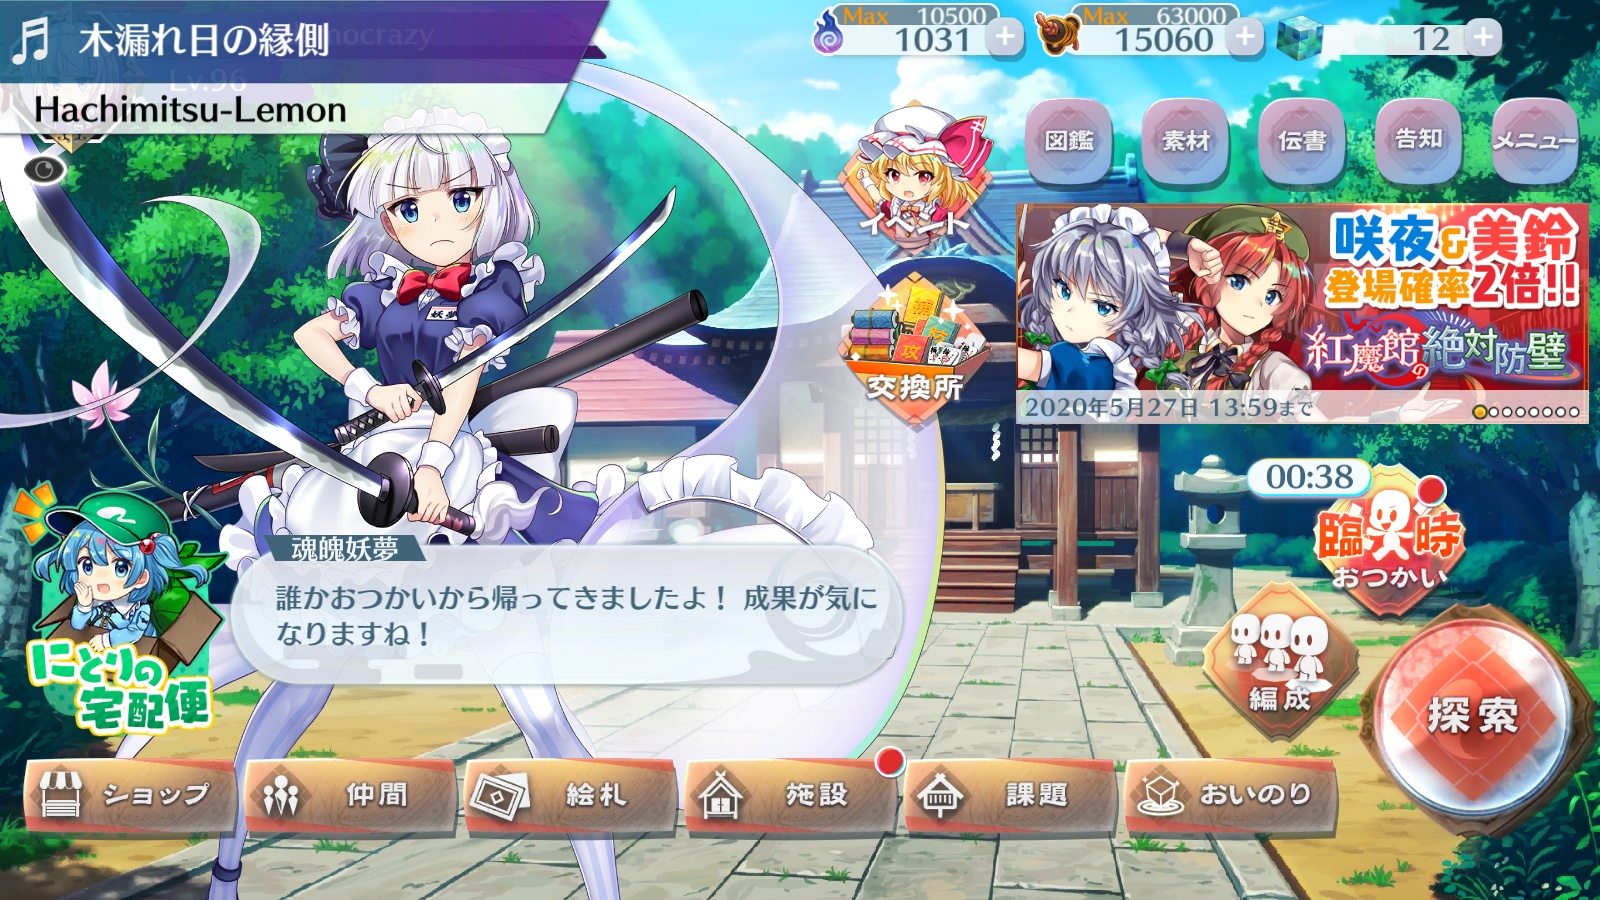 木漏れ日の縁側
Hachimitsu-Lemon
Lv.96
Max 10500
1031
Max 63000
15060
12
イベント
図鑑
素材
伝書
告知
メニュー
交換所
咲夜&美鈴
登場確率2倍!!
紅魔館の絶対防壁
2020年5月27日 13:59まで
00:38
臨時
おつかい
魂魄妖夢
誰かおつかいから帰ってきましたよ！ 成果が気に
なりますね！
にとりの
宅配便
編成
探索
ショップ
仲間
絵札
施設
課題
おいのり